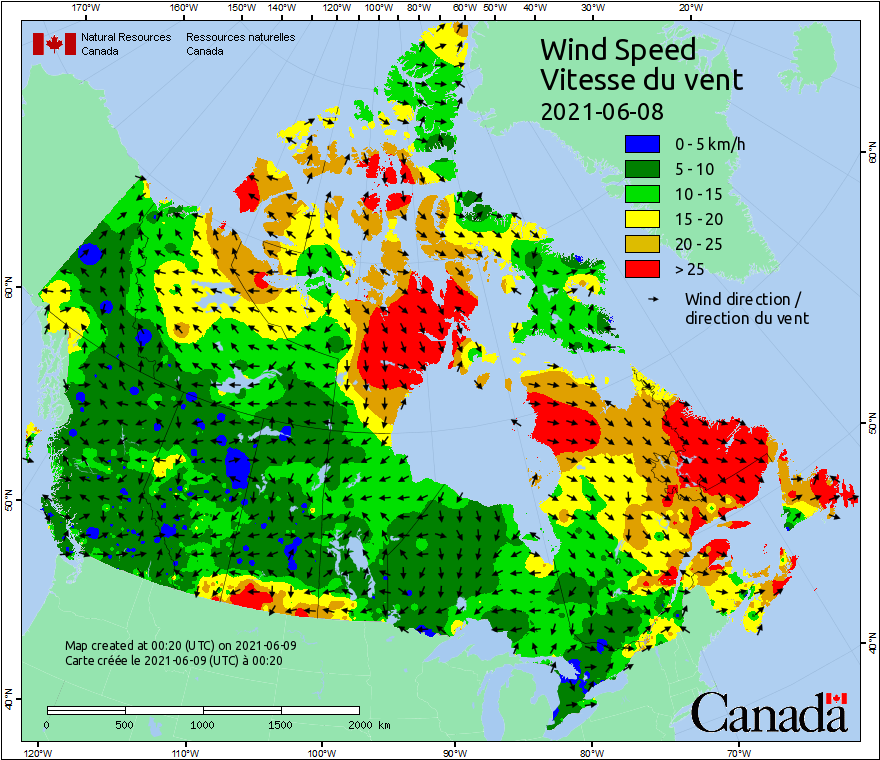 170°W 160°W 150°W 140°W 130°W 120°W 110°W 100°W 90°W 80°W 70°W 60°W 50°W 40°W 30°W 20°W
Natural Resources Ressources naturelles
Canada Canada
Wind Speed
Vitesse du vent
2021-06-08
0 - 5 km/h
5 - 10
10 - 15
15 - 20
20 - 25
> 25
Wind direction /
direction du vent
60°N 60°N
50°N 50°N
40°N 40°N
Map created at 00:20 (UTC) on 2021-06-09
Carte créée le 2021-06-09 (UTC) à 00:20
0 500 1000 1500 2000 km
Canada
120°W 110°W 100°W 90°W 80°W 70°W